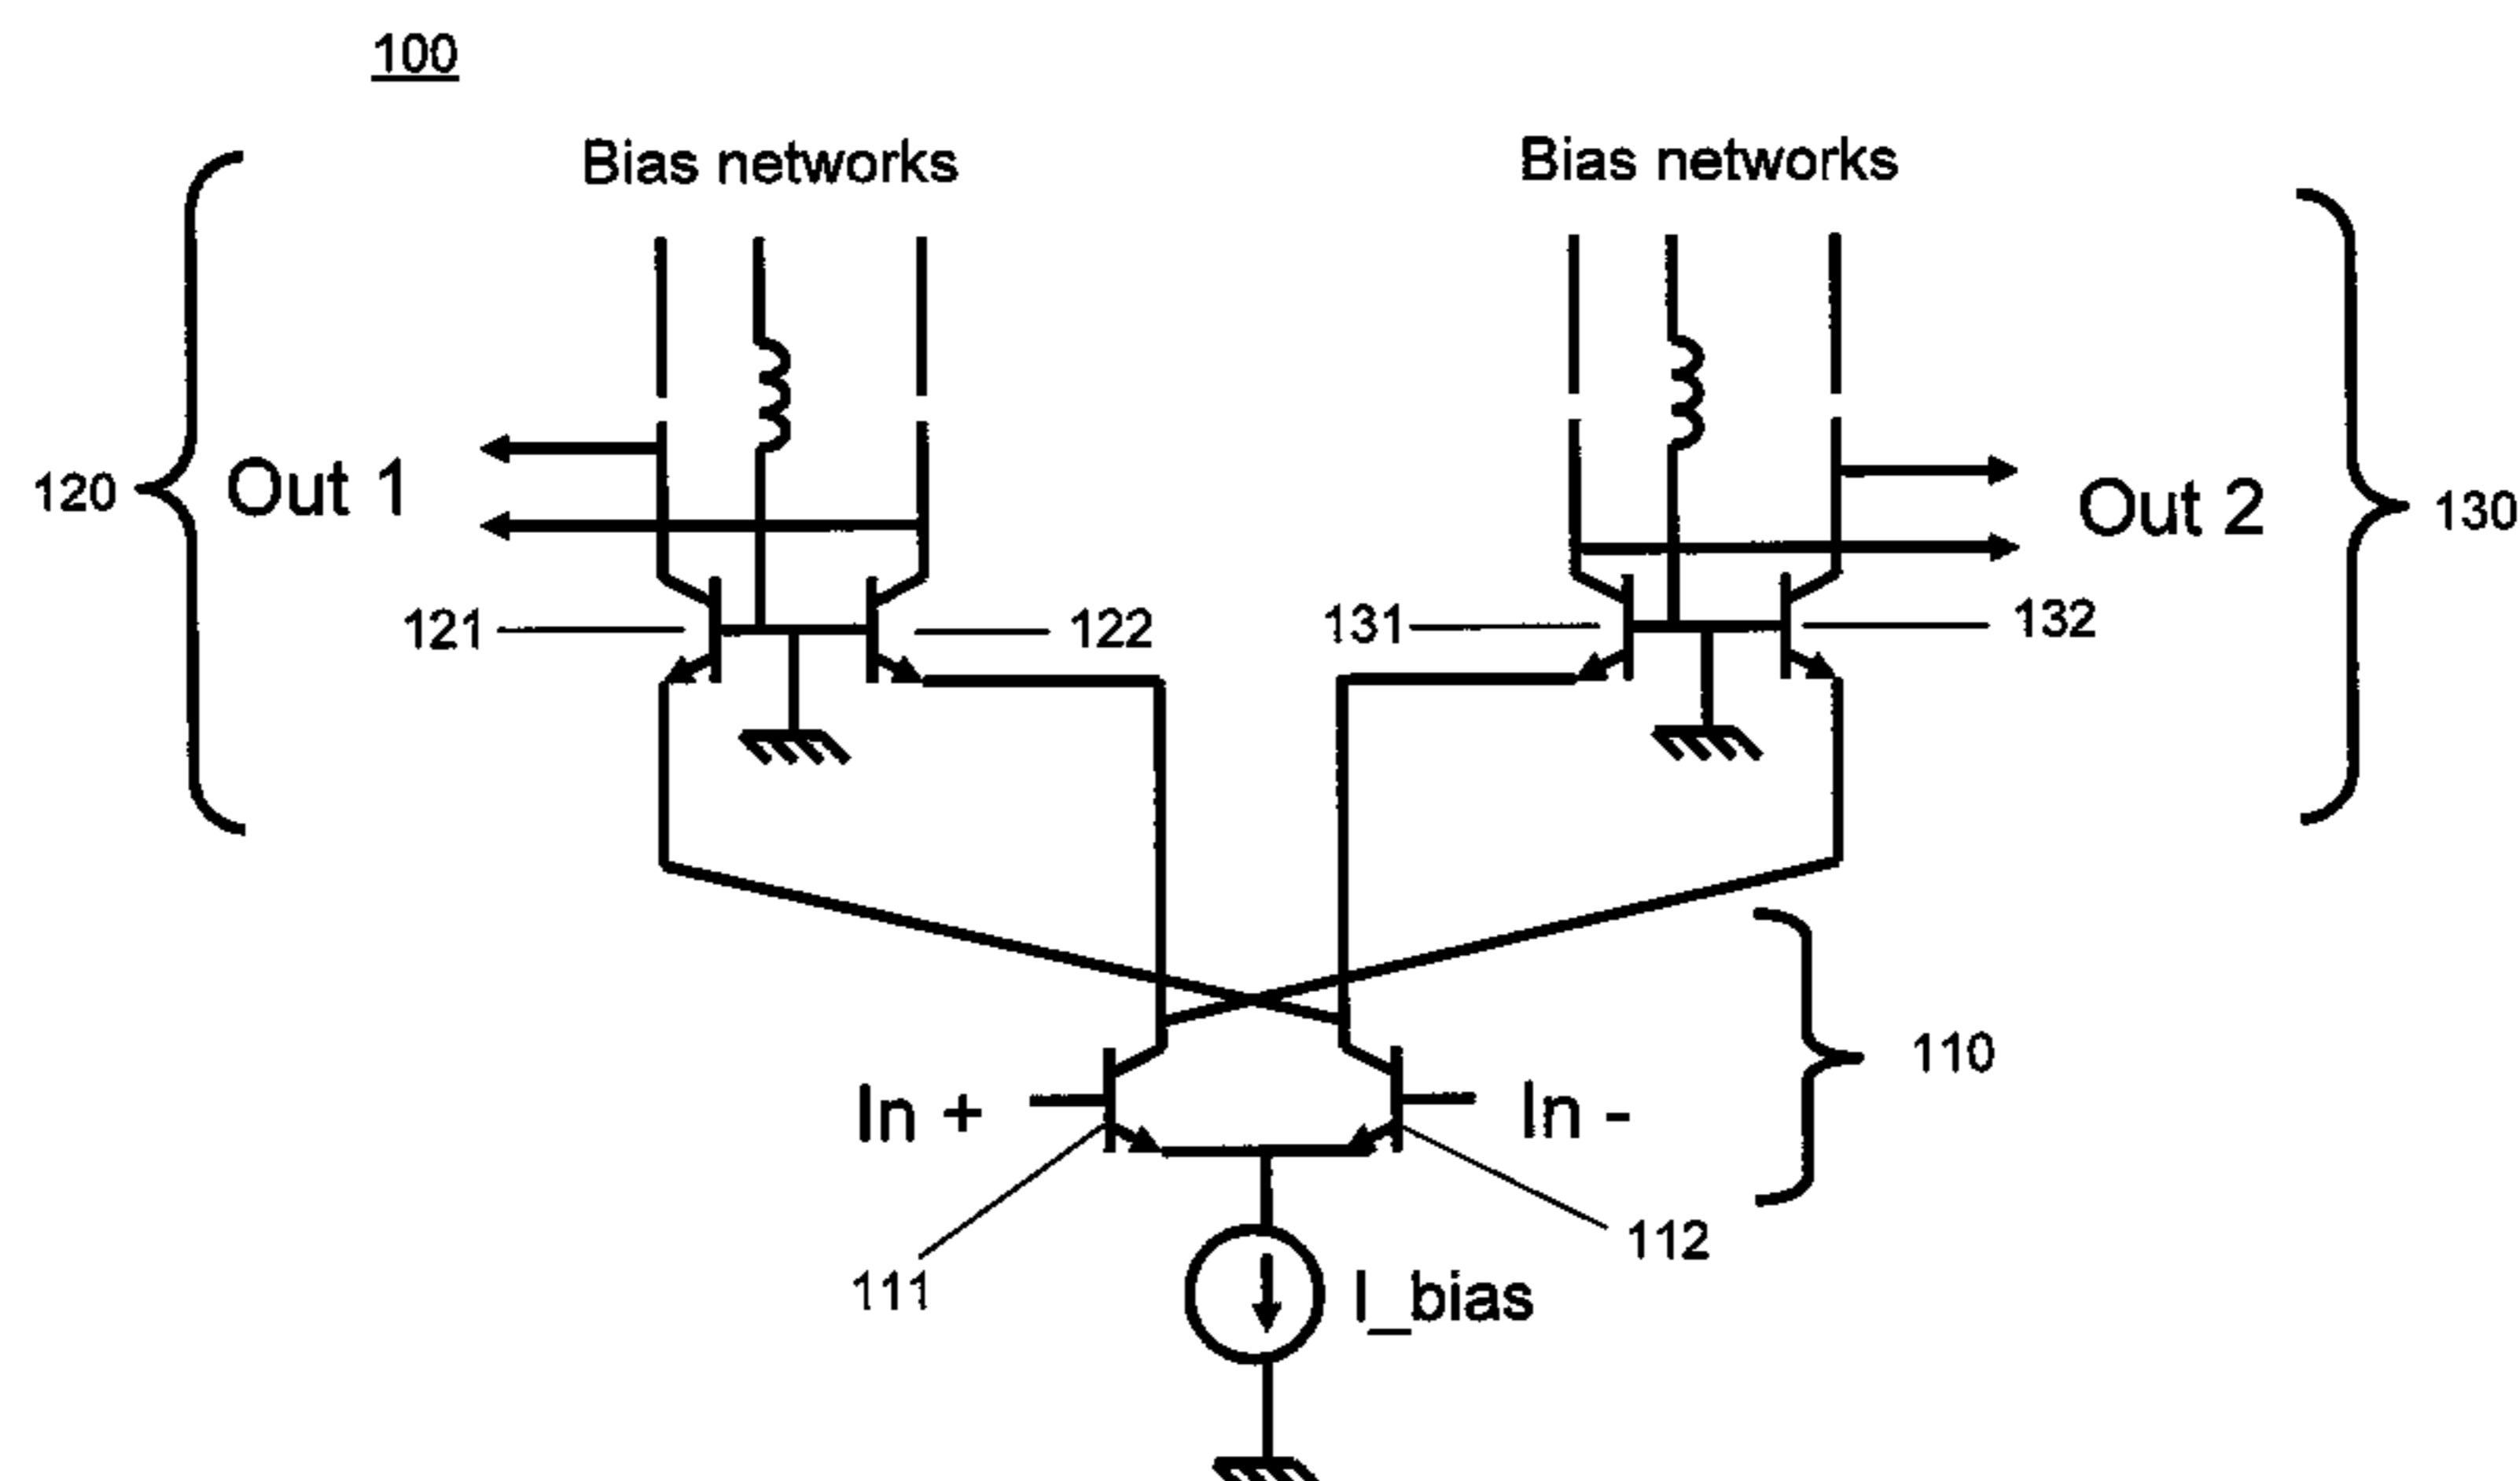 100
Bias networks
Bias networks
120
Out 1
Out 2
130
121
122
131
132
110
In +
In -
111
112
I_bias